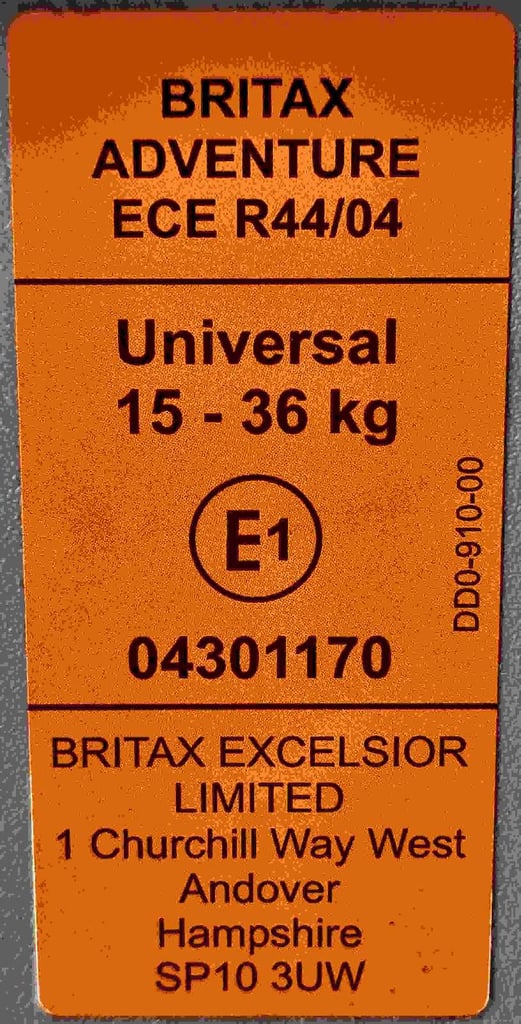 BRITAX
ADVENTURE
ECE R44/04
Universal
15 - 36 kg
E1
DD0-910-00
04301170
BRITAX EXCELSIOR
LIMITED
1 Churchill Way West
Andover
Hampshire
SP10 3UW